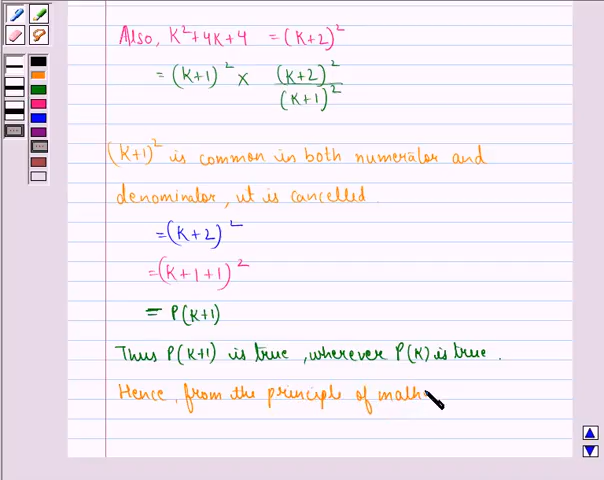 Also, K²+4K+4 = (K+2)²
= (K+1)² × (K+2)²/(K+1)²
(K+1)² is common in both numerator and
denominator, it is cancelled.
= (K+2)²
= (K+1+1)²
= P(K+1)
Thus P(K+1) is true, wherever P(K) is true.
Hence, from the principle of math